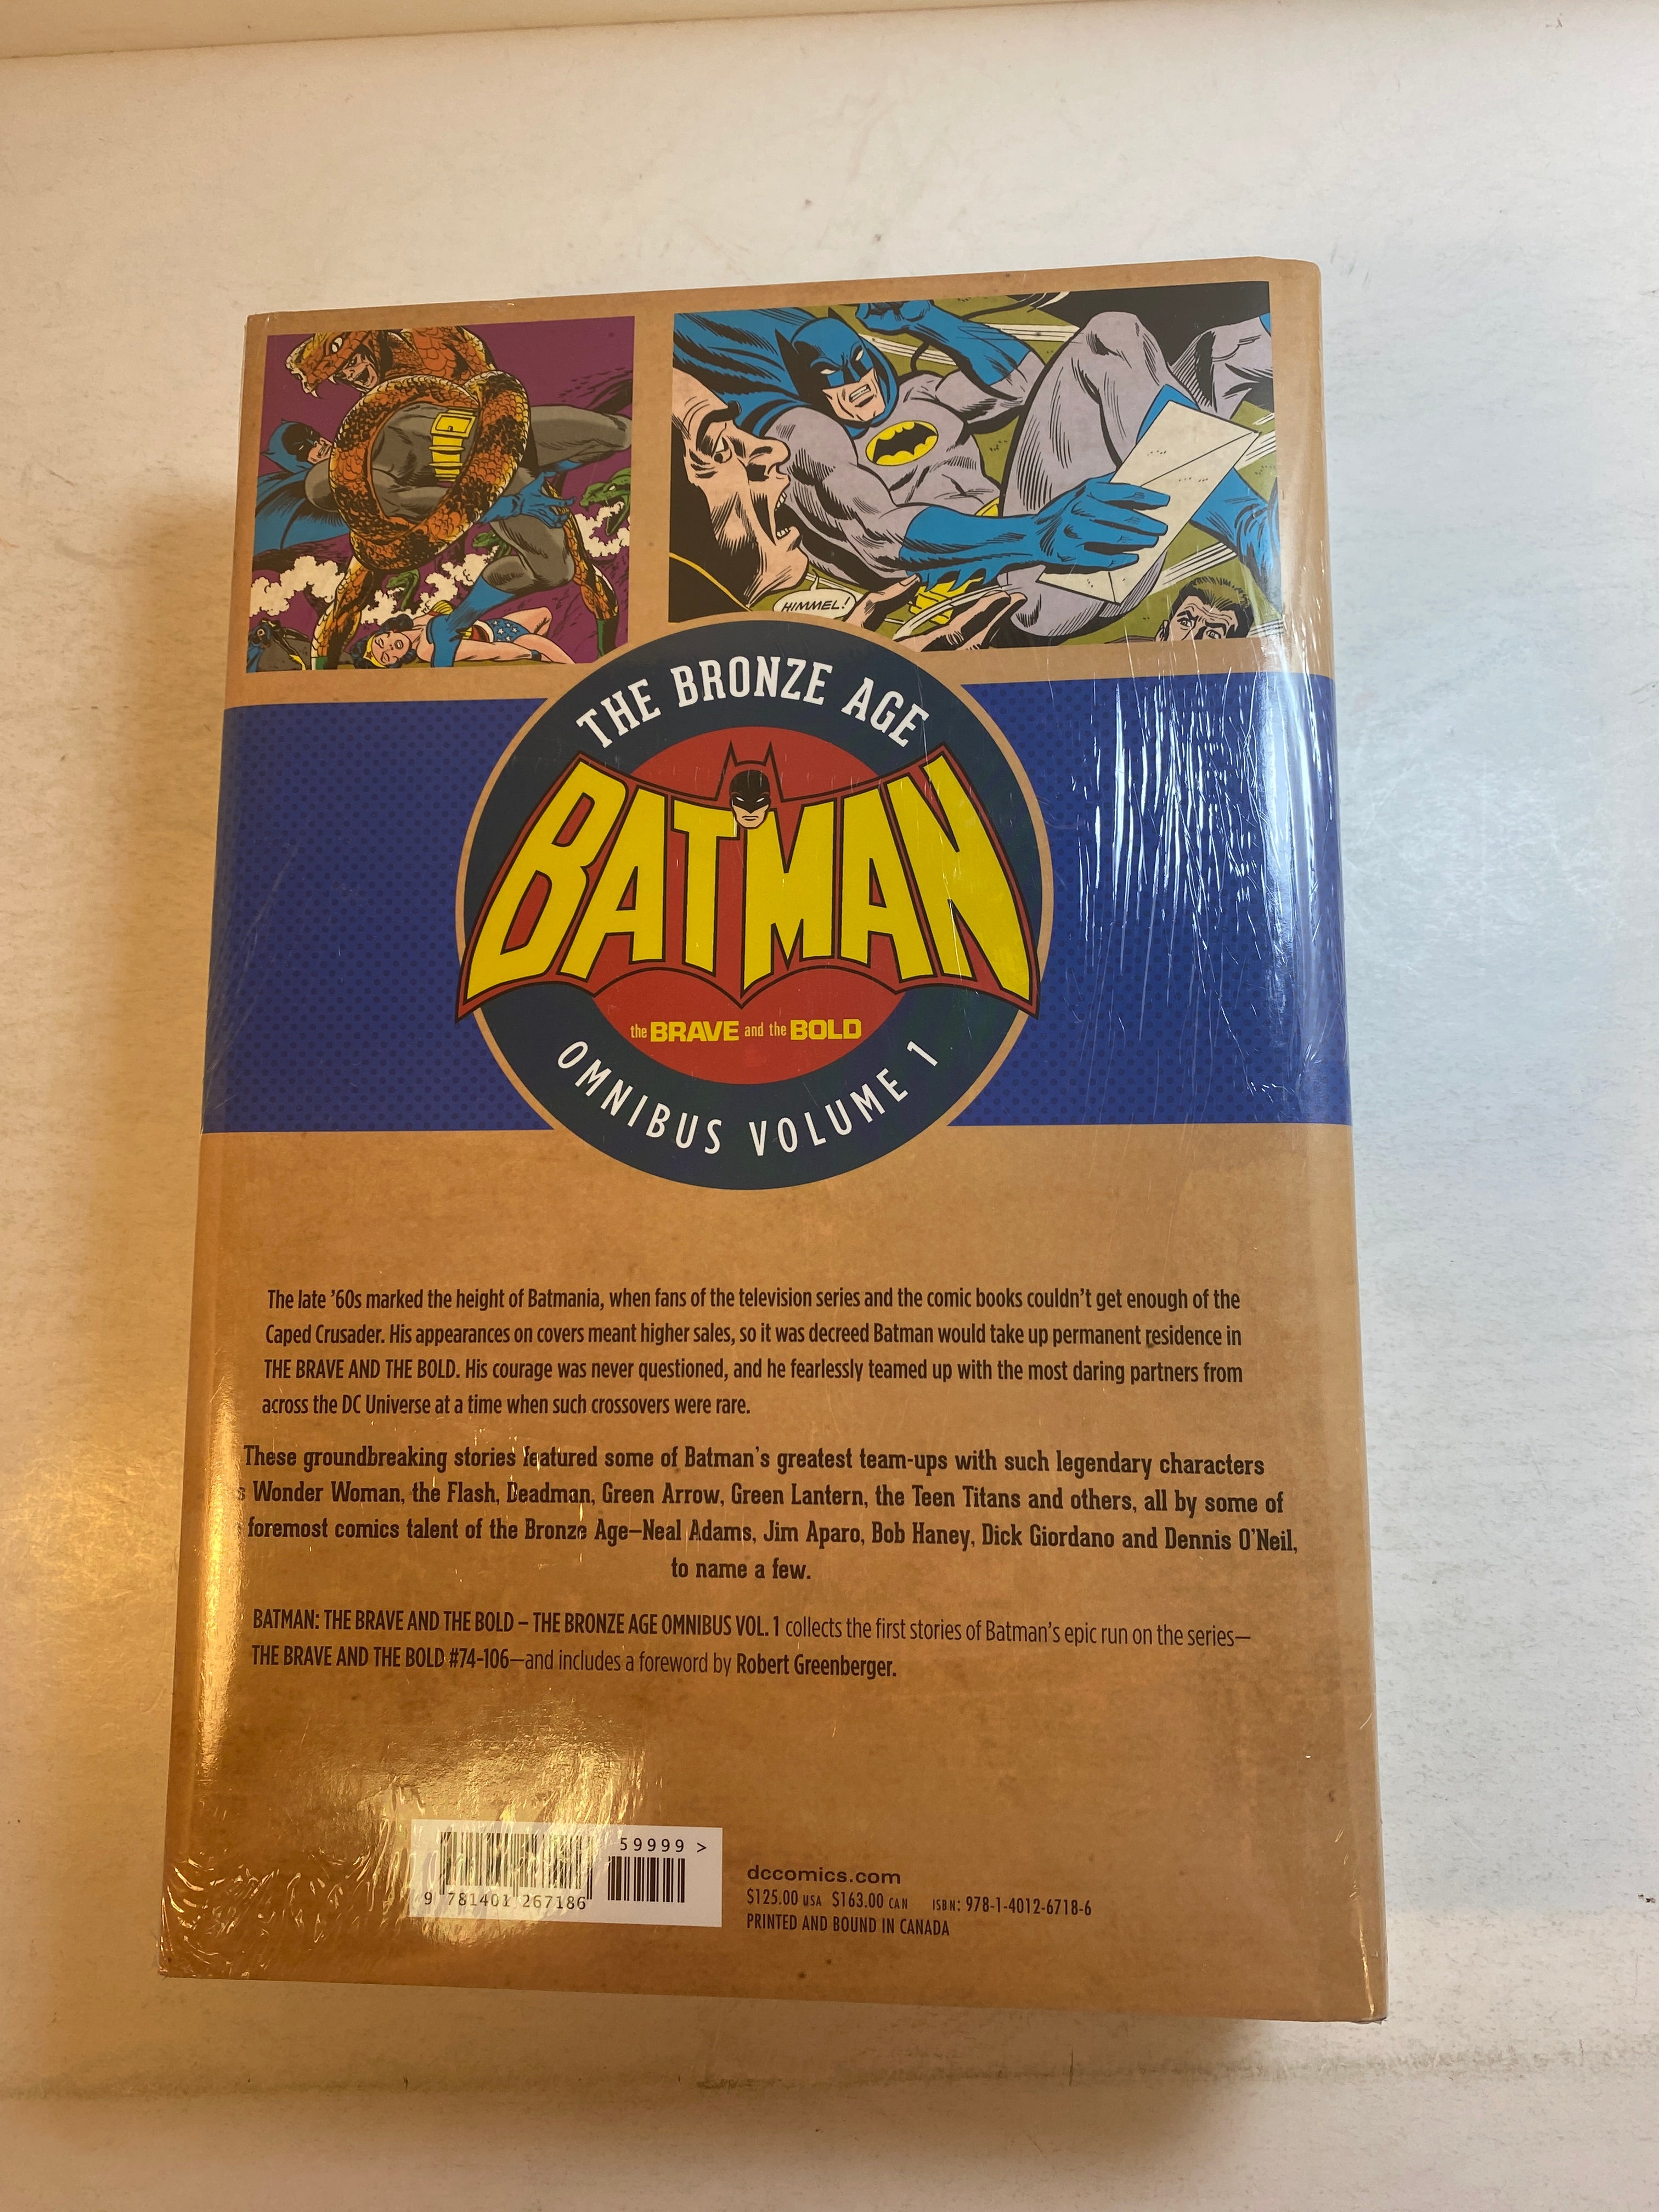 HIMMEL!
THE BRONZE AGE
BATMAN
the BRAVE and the BOLD
OMNIBUS VOLUME 1
The late ’60s marked the height of Batmania, when fans of the television series and the comic books couldn’t get enough of the
Caped Crusader. His appearances on covers meant higher sales, so it was decreed Batman would take up permanent residence in
THE BRAVE AND THE BOLD. His courage was never questioned, and he fearlessly teamed up with the most daring partners from
across the DC Universe at a time when such crossovers were rare.
These groundbreaking stories featured some of Batman’s greatest team-ups with such legendary characters
Wonder Woman, the Flash, Deadman, Green Arrow, Green Lantern, the Teen Titans and others, all by some of
foremost comics talent of the Bronze Age—Neal Adams, Jim Aparo, Bob Haney, Dick Giordano and Dennis O’Neil,
to name a few.
BATMAN: THE BRAVE AND THE BOLD – THE BRONZE AGE OMNIBUS VOL. 1 collects the first stories of Batman’s epic run on the series—
THE BRAVE AND THE BOLD #74-106—and includes a foreword by Robert Greenberger.
59999 >
9 781401 267186
dccomics.com
$125.00 USA $163.00 CAN ISBN: 978-1-4012-6718-6
PRINTED AND BOUND IN CANADA